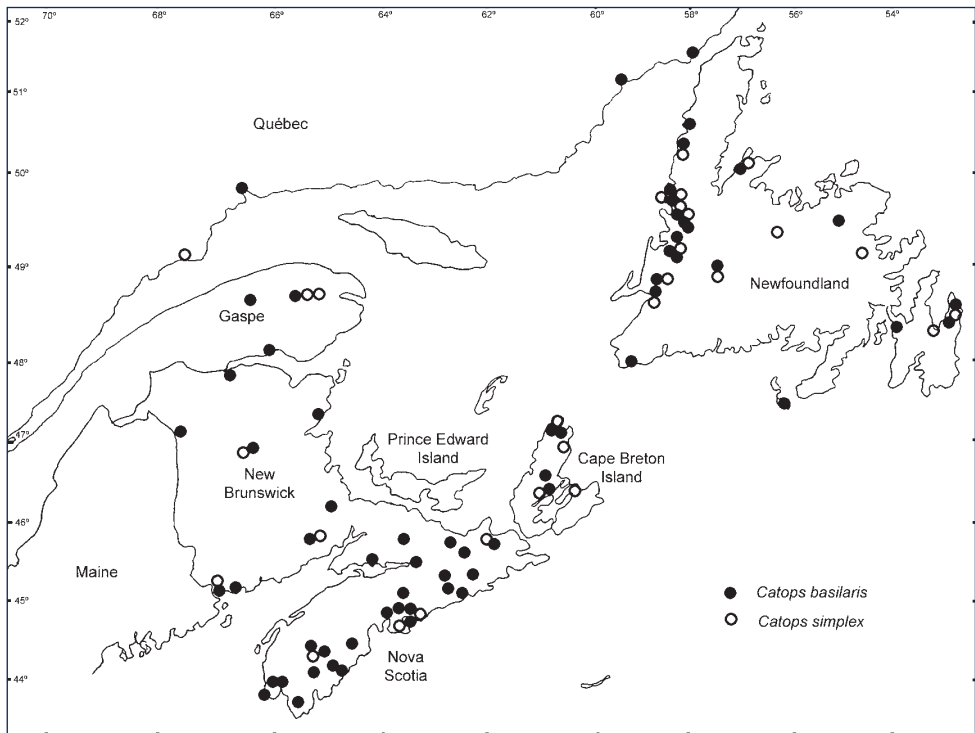 70° 68° 66° 64° 62° 60° 58° 56° 54°
52°
51°
Québec
50°
49°
Newfoundland
Gaspe
48°
47°
Prince Edward
Island
Cape Breton
Island
New
Brunswick
46°
Maine
Catops basilaris
45°
Catops simplex
Nova
Scotia
44°